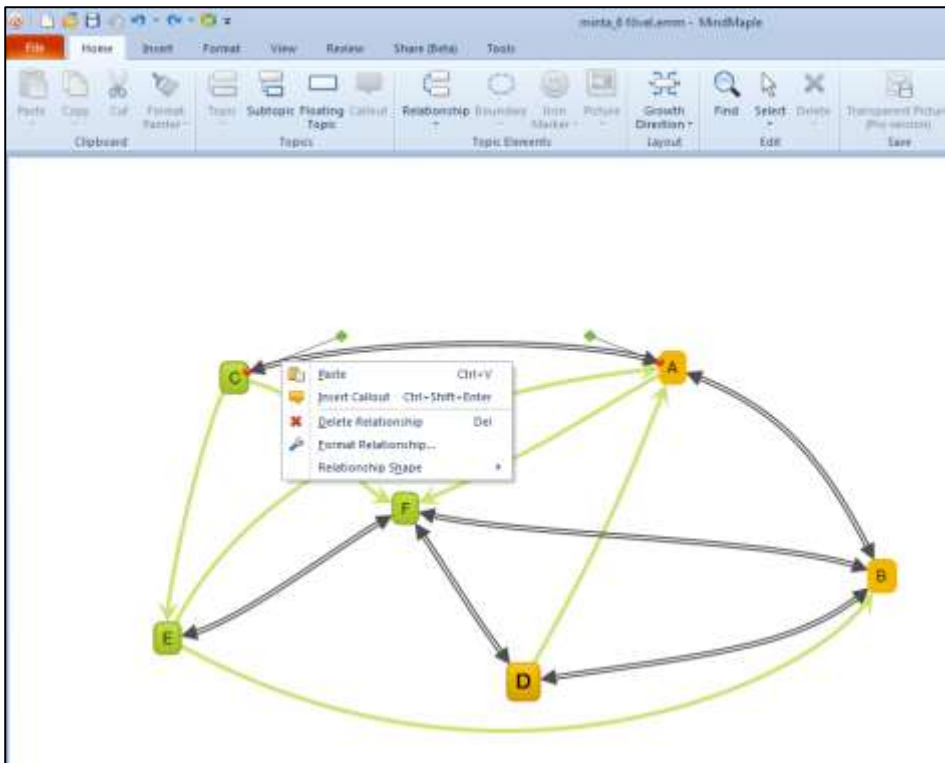 minta_6 fővel.emm - MindMaple
File Home Insert Format View Review Share (Beta) Tools
Paste Copy Cut Format Painter Topic Subtopic Floating Topic Callout Relationship Boundary Icon Marker Picture Growth Direction Find Select Delete Transparent Picture (Pro version)
Clipboard Topics Topic Elements Layout Edit Save
C
A
Paste Ctrl+V
Insert Callout Ctrl+Shift+Enter
Delete Relationship Del
Format Relationship...
Relationship Shape
F
B
E
D